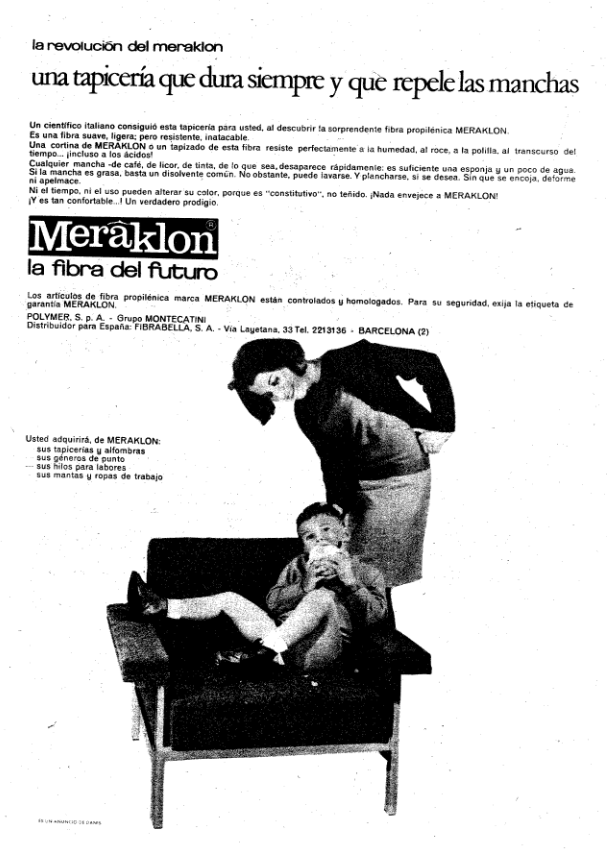 la revolución del meraklon
una tapicería que dura siempre y que repele las manchas
Un científico italiano consiguió esta tapicería para usted, al descubrir la sorprendente fibra propilénica MERAKLON.
Es una fibra suave, ligera; pero resistente, inatacable.
Una cortina de MERAKLON o un tapizado de esta fibra resiste perfectamente a la humedad, al roce, a la polilla, al transcurso del
tiempo... ¡incluso a los ácidos!
Cualquier mancha -de café, de licor, de tinta, de lo que sea, desaparece rápidamente: es suficiente una esponja y un poco de agua.
Si la mancha es grasa, basta un disolvente común. No obstante, puede lavarse. Y plancharse, si se desea. Sin que se encoja, deforme
ni apelmace.
Ni el tiempo, ni el uso pueden alterar su color, porque es "constitutivo", no teñido. ¡Nada envejece a MERAKLON!
¡Y es tan confortable...! Un verdadero prodigio.
Meraklon®
la fibra del futuro
Los artículos de fibra propilénica marca MERAKLON están controlados y homologados. Para su seguridad, exija la etiqueta de
garantía MERAKLON.
POLYMER, S. p. A. - Grupo MONTECATINI
Distribuidor para España: FIBRABELLA, S. A. - Vía Layetana, 33 Tel. 2213136 - BARCELONA (2)
Usted adquirirá, de MERAKLON:
sus tapicerías y alfombras
sus géneros de punto
sus hilos para labores
sus mantas y ropas de trabajo
ES UN ANUNCIO DE DANIS